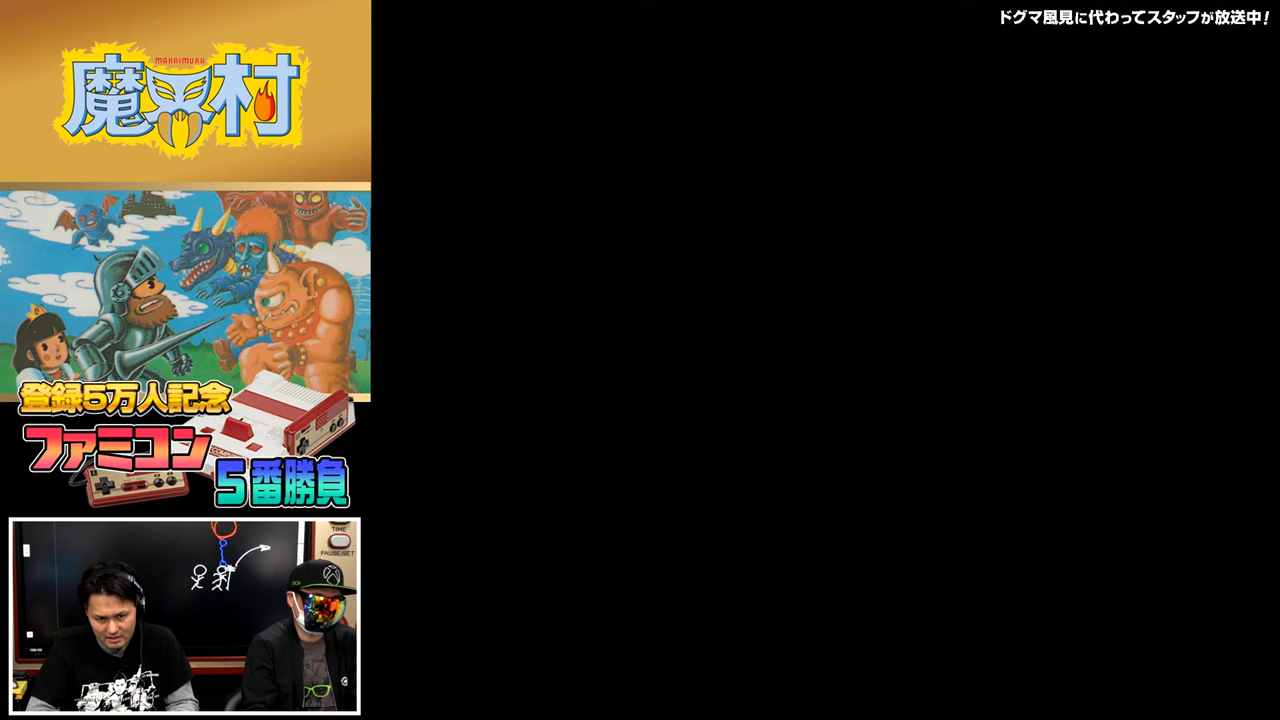 ドグマ風見に代わってスタッフが放送中!
MAKAIMURA
魔界村
登録5万人記念
ファミコン
5番勝負
TIME
PAUSE/SET